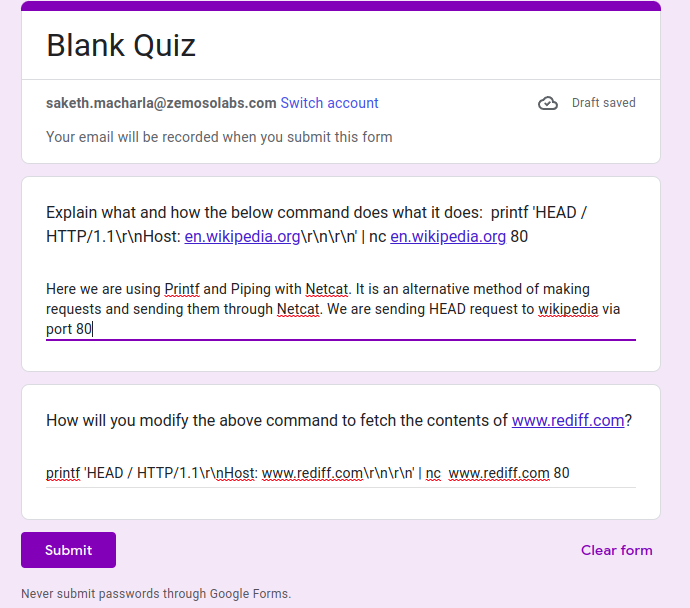 Blank Quiz
saketh.macharla@zemosolabs.com Switch account
Draft saved
Your email will be recorded when you submit this form
Explain what and how the below command does what it does:  printf 'HEAD /
HTTP/1.1\r\nHost: en.wikipedia.org\r\n\r\n' | nc en.wikipedia.org 80
Here we are using Printf and Piping with Netcat. It is an alternative method of making
requests and sending them through Netcat. We are sending HEAD request to wikipedia via
port 80
How will you modify the above command to fetch the contents of www.rediff.com?
printf 'HEAD / HTTP/1.1\r\nHost: www.rediff.com\r\n\r\n' | nc  www.rediff.com 80
Submit
Clear form
Never submit passwords through Google Forms.